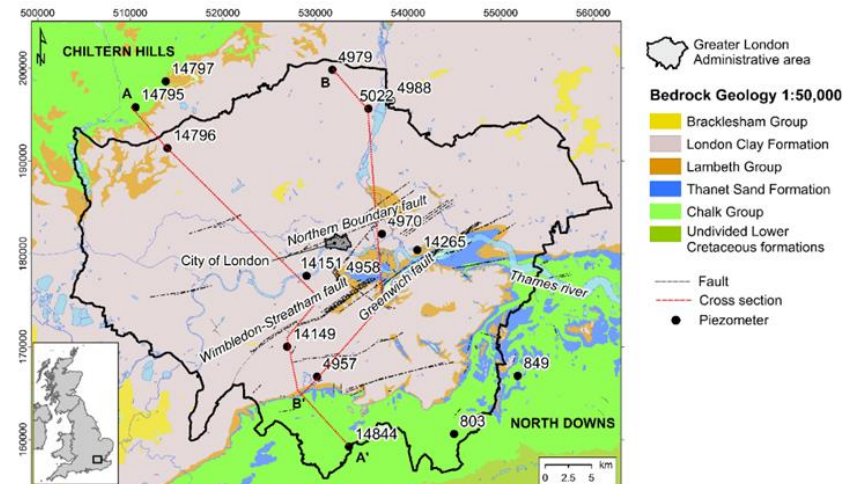 500000 510000 520000 530000 540000 550000 560000
200000
190000
180000
170000
160000
N
CHILTERN HILLS
14797
A 14795
14796
4979
B
5022 4988
Northern Boundary fault
4970
14265
City of London
14151
4958
Wimbledon-Streatham fault
Greenwich fault
Thames river
14149
4957
B'
849
803
NORTH DOWNS
14844
A'
0 2.5 5 km
Greater London
Administrative area
Bedrock Geology 1:50,000
Bracklesham Group
London Clay Formation
Lambeth Group
Thanet Sand Formation
Chalk Group
Undivided Lower
Cretaceous formations
Fault
Cross section
Piezometer